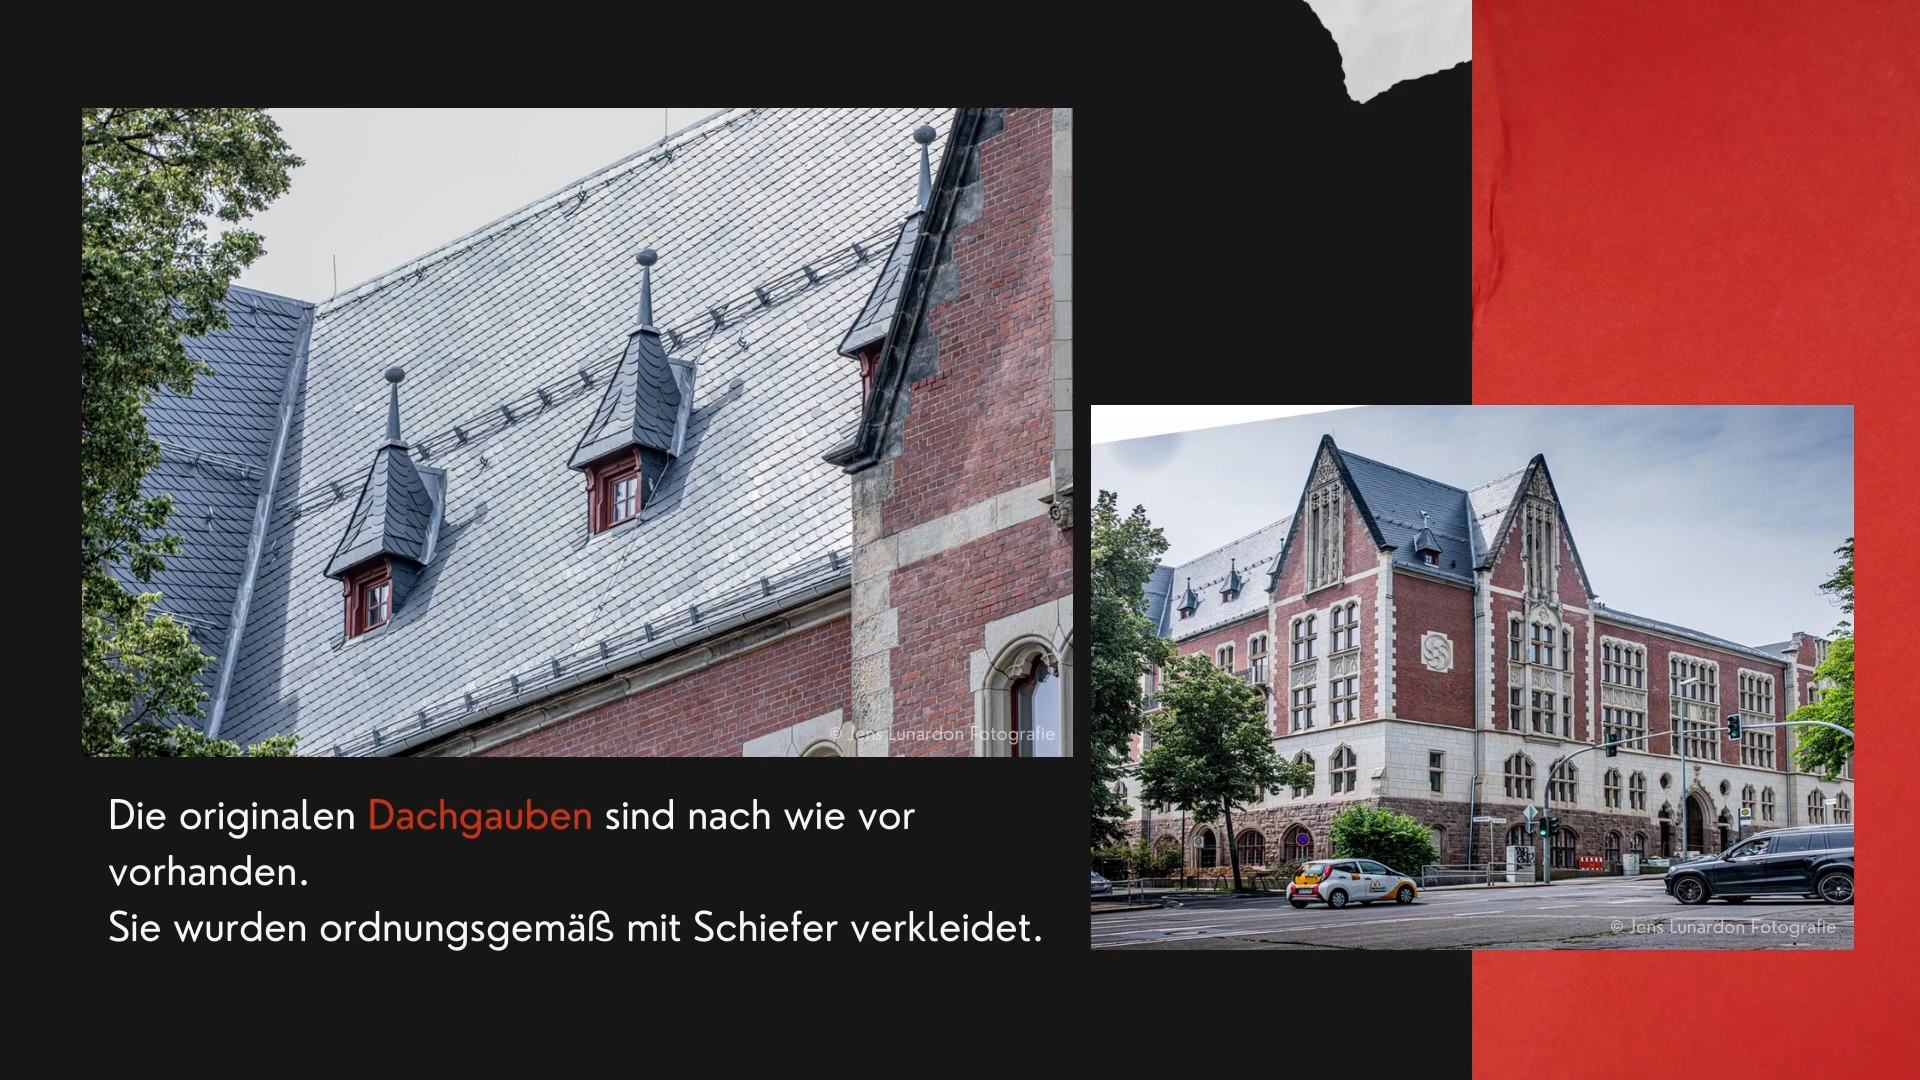 © Jens Lunardon Fotografie
Die originalen Dachgauben sind nach wie vor
vorhanden.
Sie wurden ordnungsgemäß mit Schiefer verkleidet.
© Jens Lunardon Fotografie